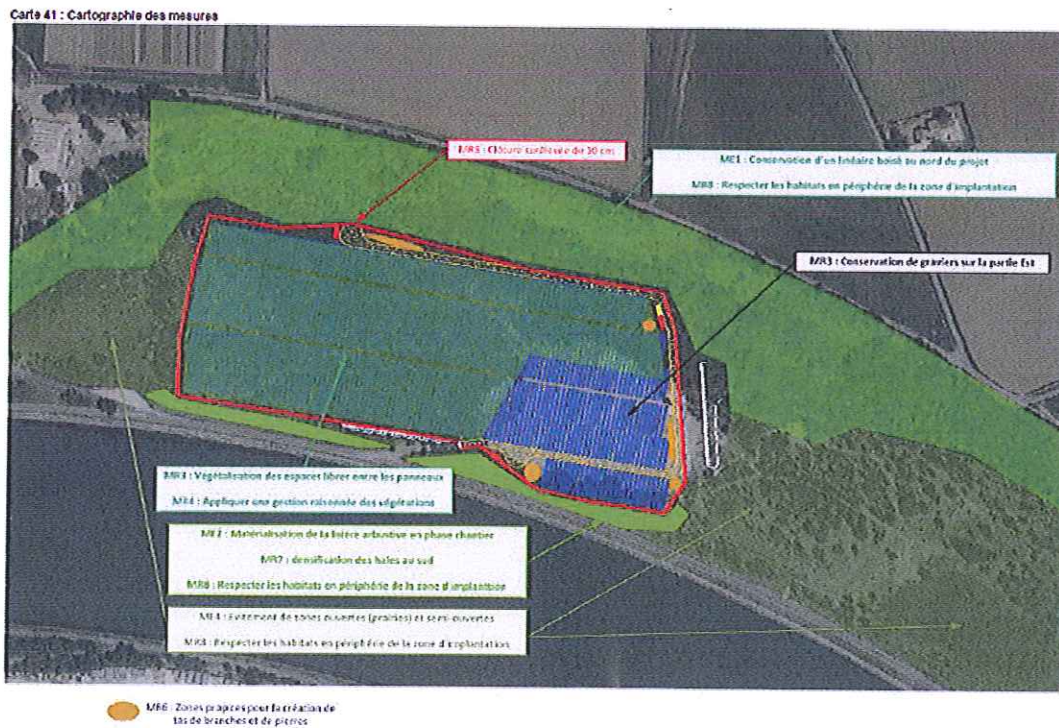 Carte 41 : Cartographie des mesures
MR5 : Clôture surélevée de 10 cm
ME1 : Conservation d'un linéaire boisé au nord du projet
MR8 : Respecter les habitats en périphérie de la zone d'implantation
MR3 : Conservation de graviers sur la partie Est
MR3 : Végétalisation des espaces libres entre les panneaux
MR4 : Appliquer une gestion raisonnée des végétations
ME2 : Matérialisation de la lisière arbustive en phase chantier
MR7 : densification des haies au sud
MR8 : Respecter les habitats en périphérie de la zone d'implantation
ME4 : Evitement de zones ouvertes (prairies) et semi-ouvertes
MR8 : Respecter les habitats en périphérie de la zone d'implantation
MR6 : Zones propices pour la création de
tas de branches et de pierres